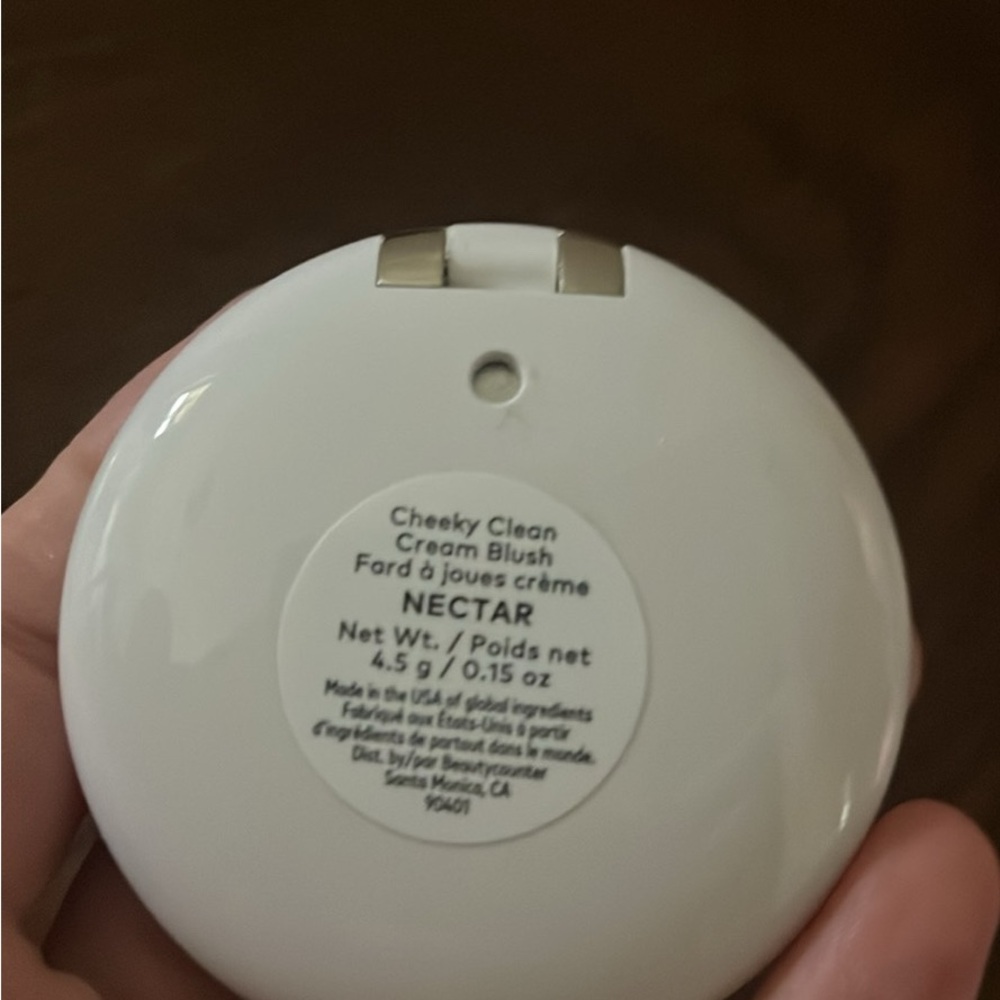 Cheeky Clean
Cream Blush
Fard à joues crème
NECTAR
Net Wt. / Poids net
4.5 g / 0.15 oz
Made in the USA of global ingredients
Fabriqué aux États-Unis à partir
d'ingrédients de partout dans le monde.
Dist. by/par Beautycounter
Santa Monica, CA
90401